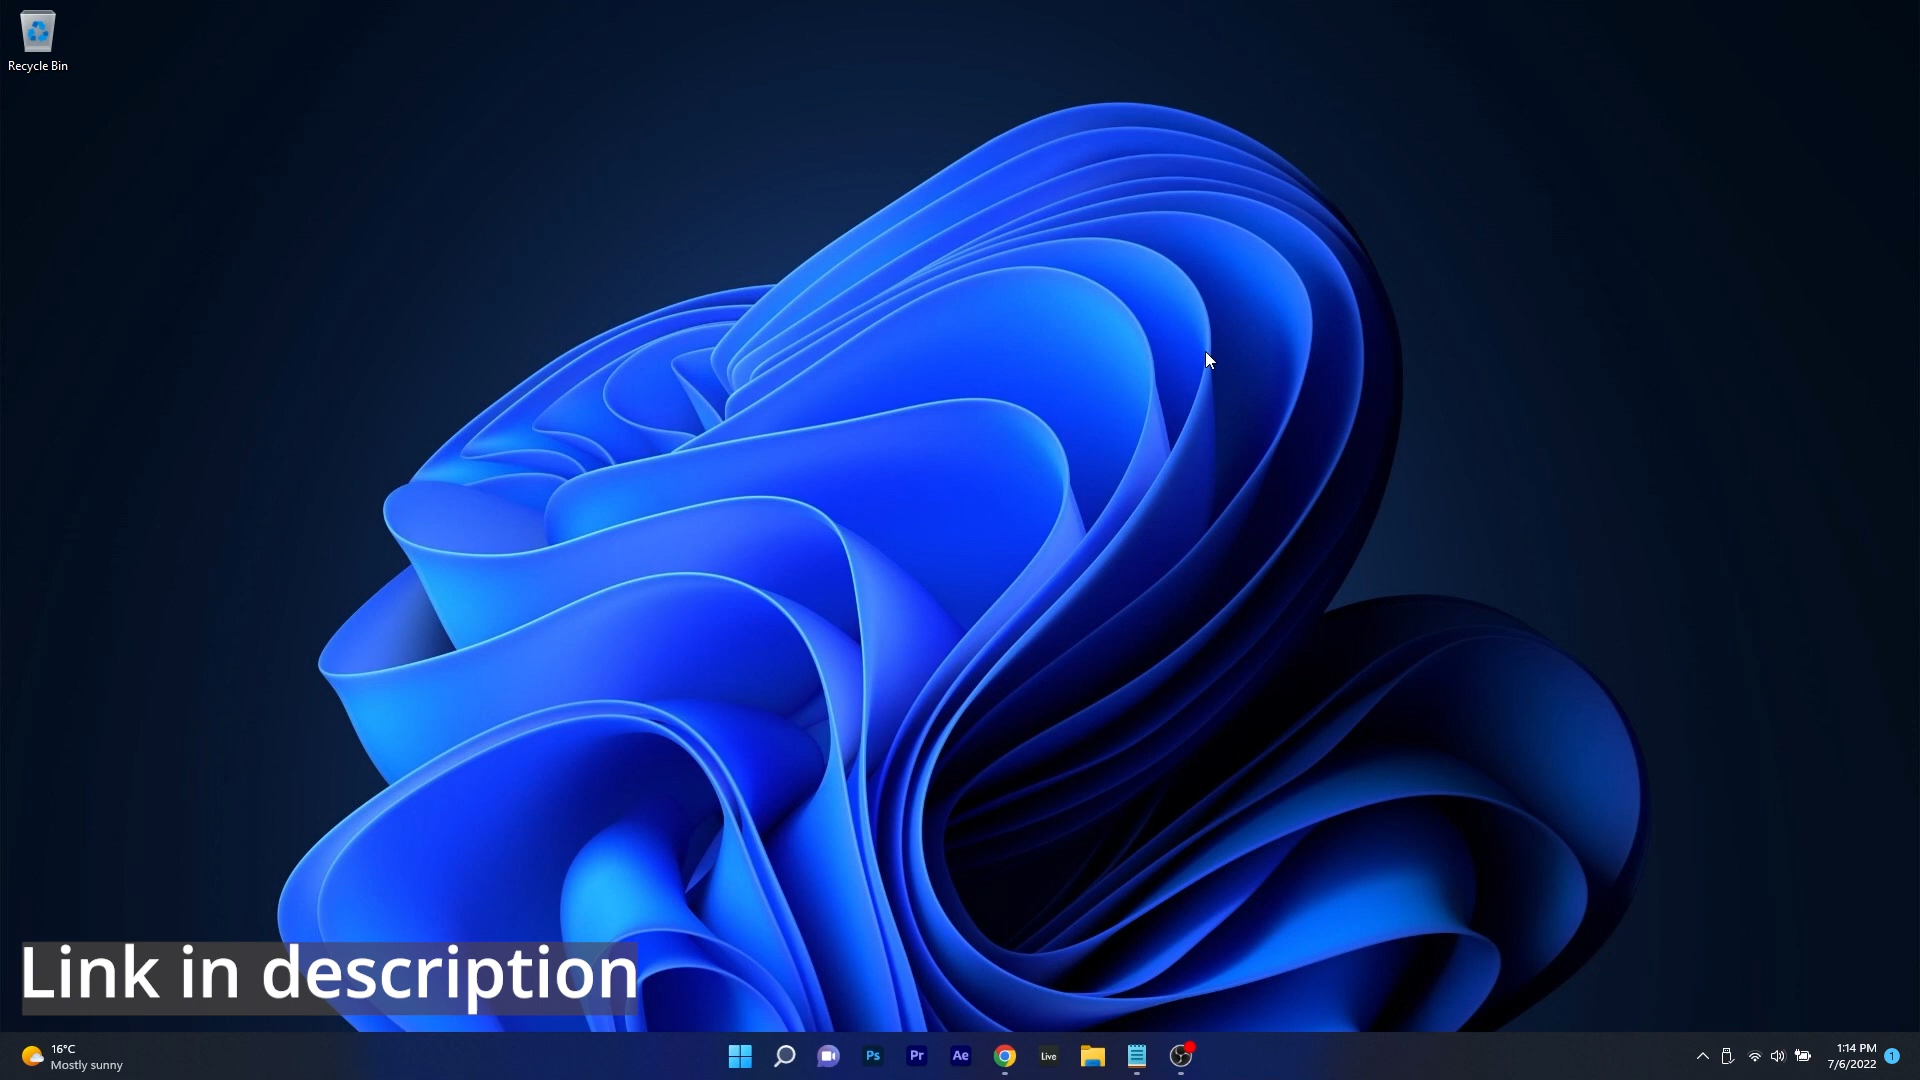 Recycle Bin
Link in description
16°C
Mostly sunny
Ps
Pr
Ae
Live
1:14 PM
7/6/2022
1